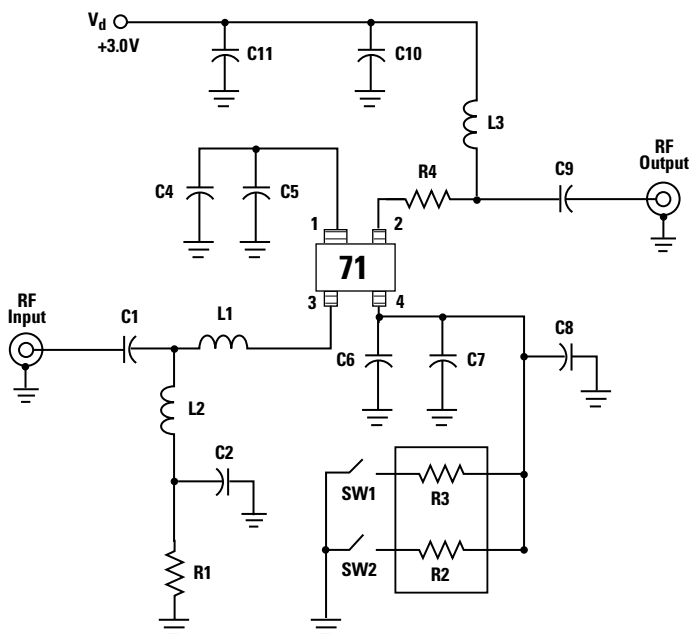 Vd
+3.0V
C11
C10
L3
RF
Output
C9
R4
C4
C5
1
2
71
3
4
RF
Input
C1
L1
C6
C7
C8
L2
C2
SW1
R3
R1
SW2
R2